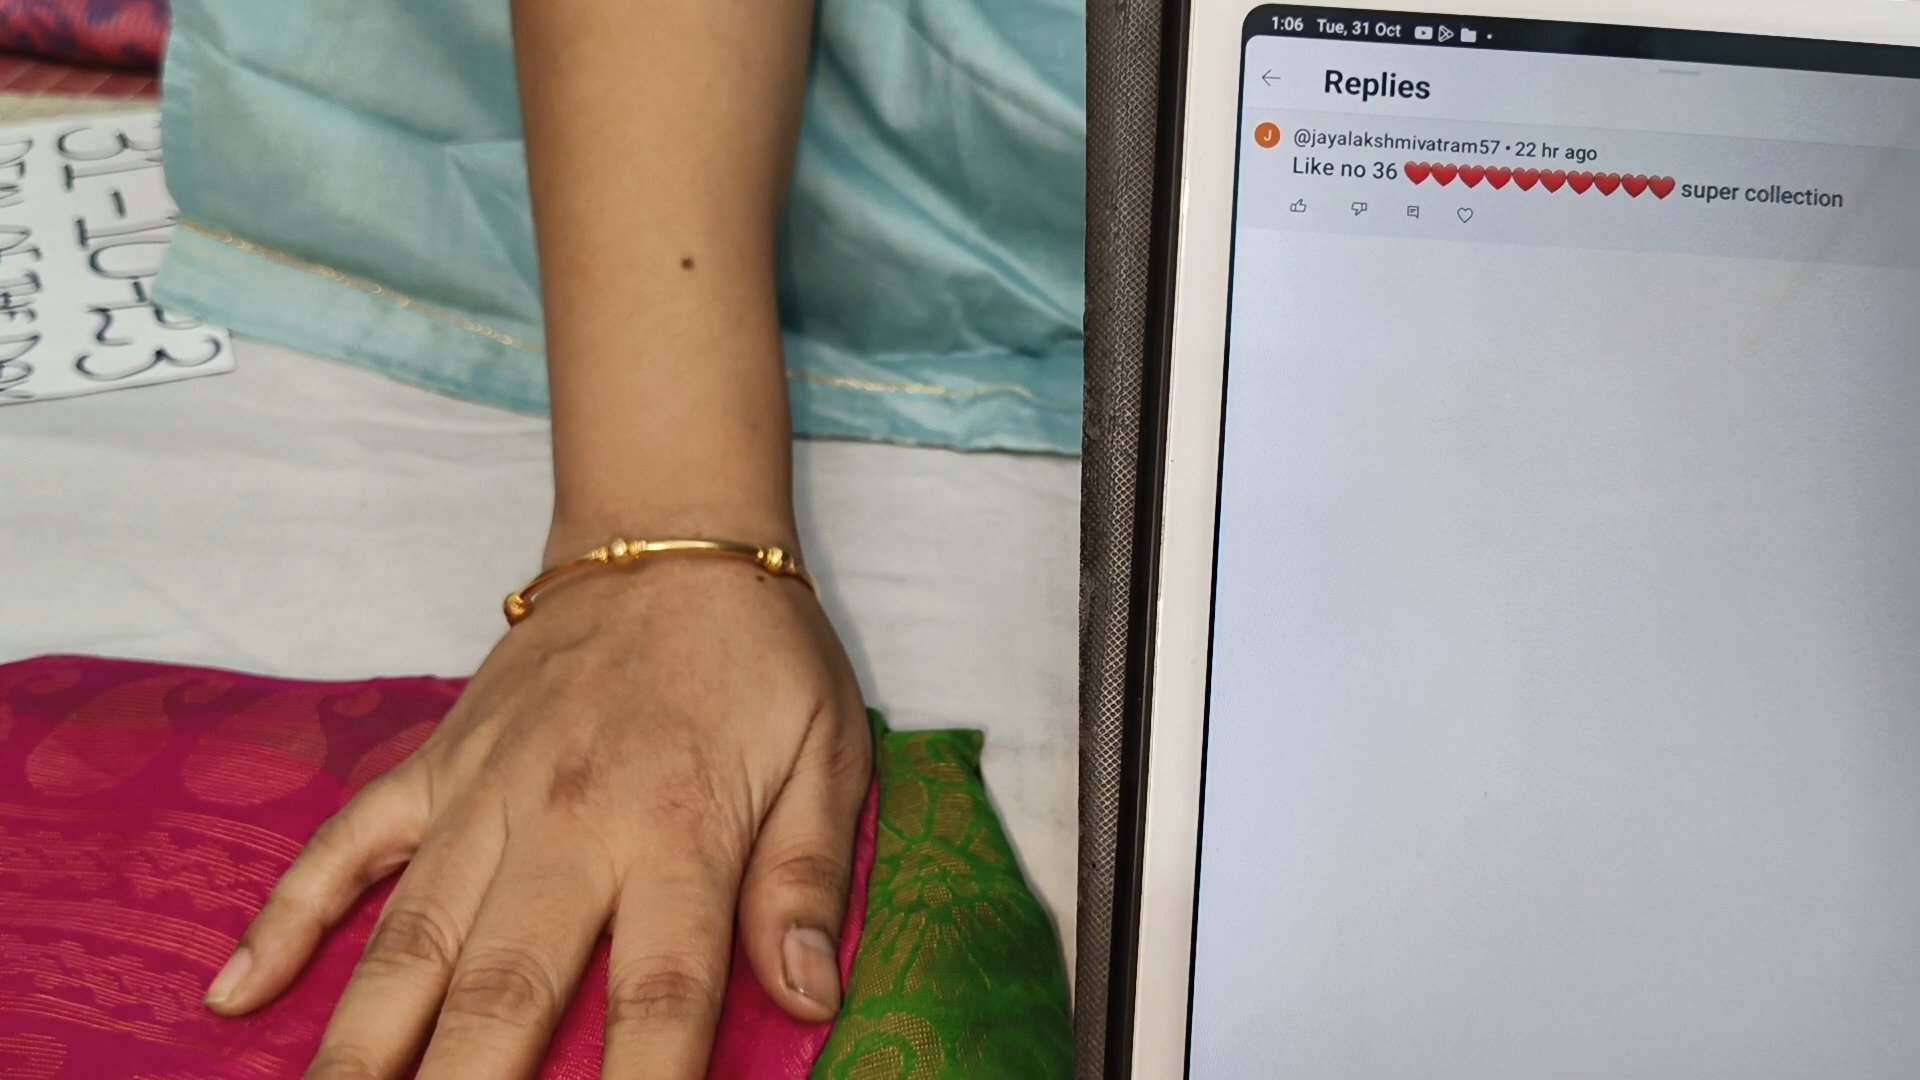 31-10-23
1:06 Tue, 31 Oct
Replies
J
@jayalakshmivatram57 • 22 hr ago
Like no 36 ❤️❤️❤️❤️❤️❤️❤️❤️❤️❤️ super collection